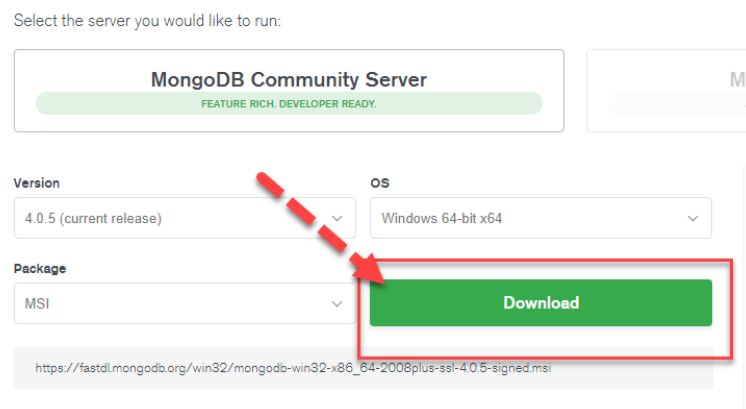 Select the server you would like to run:
MongoDB Community Server
FEATURE RICH. DEVELOPER READY.
M
Version
OS
4.0.5 (current release)
Windows 64-bit x64
Package
MSI
Download
https://fastdl.mongodb.org/win32/mongodb-win32-x86_64-2008plus-ssl-4.0.5-signed.msi